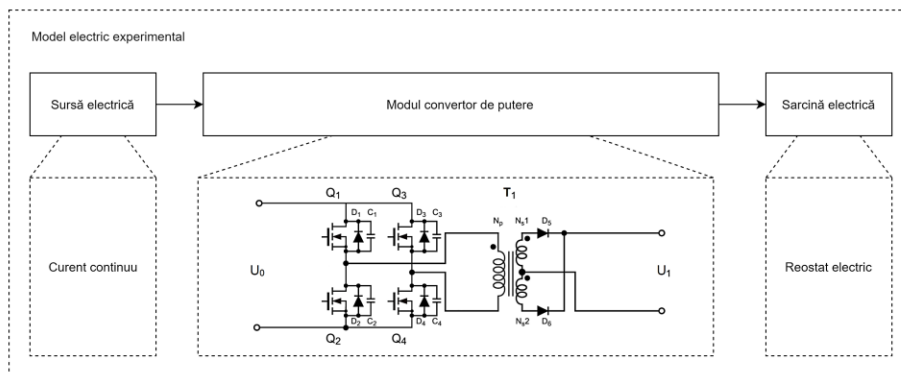 Model electric experimental
Sursă electrică
Modul convertor de putere
Sarcină electrică
Curent continuu
Q1 Q3 T1
D1 C1 D3 C3 Np Ns1 D5
U0 U1
D2 C2 D4 C4 Ns2 D6
Q2 Q4
Reostat electric